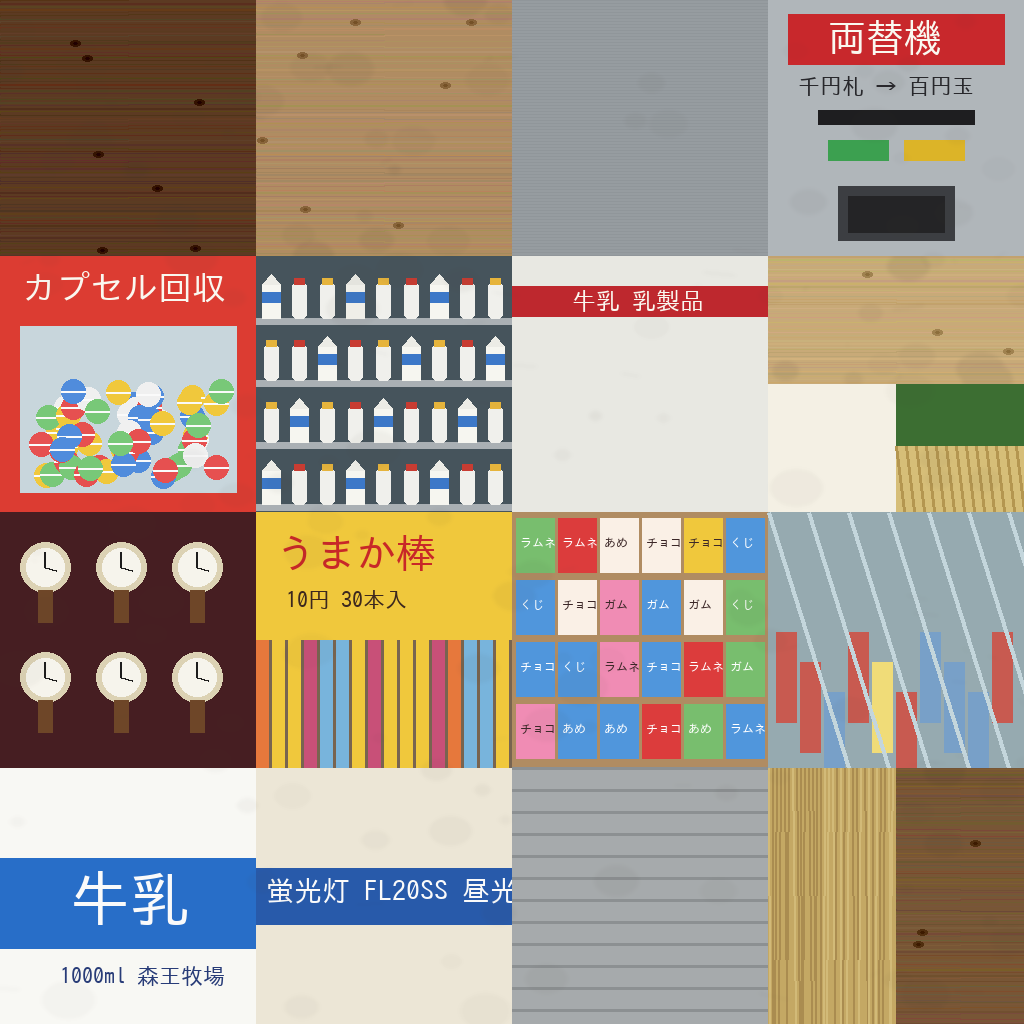 両替機
千円札 → 百円玉
カプセル回収
牛乳 乳製品
うまか棒
10円 30本入
ラムネ ラムネ あめ チョコ チョコ くじ
くじ チョコ ガム ガム ガム くじ
チョコ くじ ラムネ チョコ ラムネ ガム
チョコ あめ あめ チョコ あめ ラムネ
牛乳
1000ml 森王牧場
蛍光灯 FL20SS 昼光